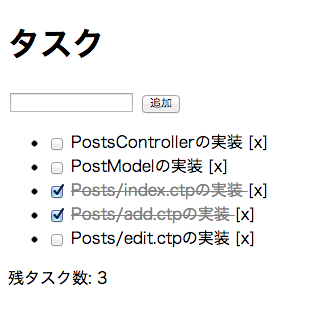 タスク
追加
PostsControllerの実装 [x]
PostModelの実装 [x]
Posts/index.ctpの実装 [x]
Posts/add.ctpの実装 [x]
Posts/edit.ctpの実装 [x]
残タスク数: 3